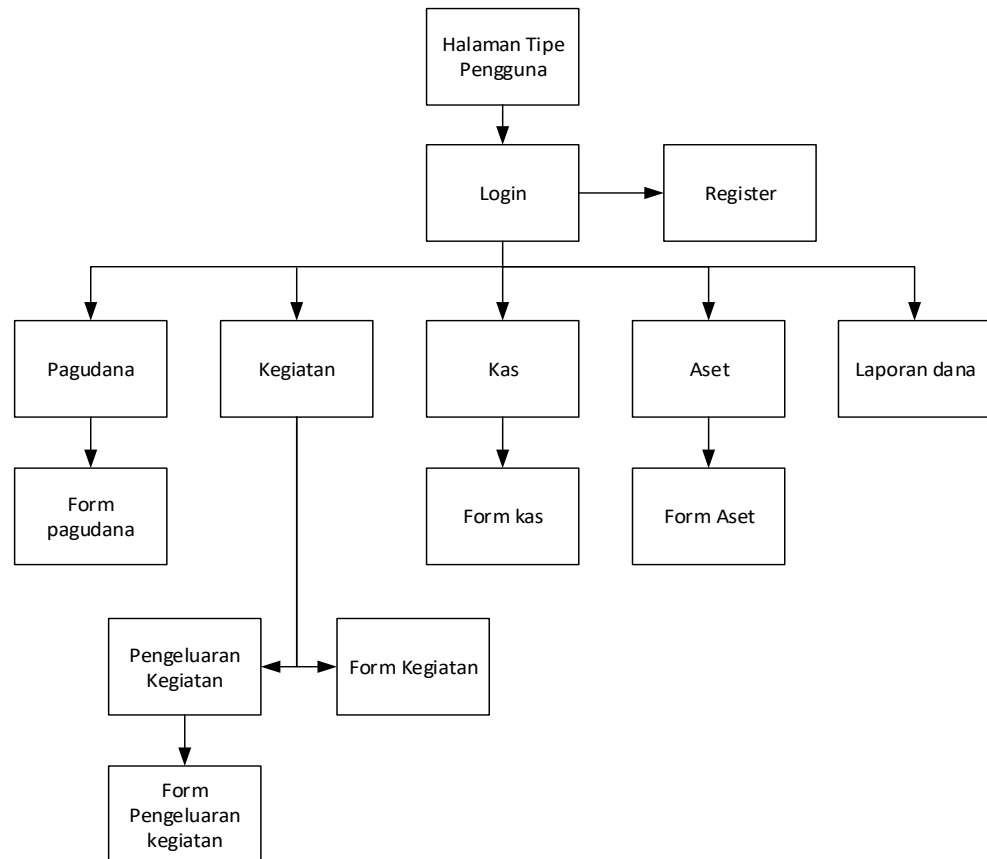 Halaman Tipe
Pengguna
Login
Register
Pagudana
Kegiatan
Kas
Aset
Laporan dana
Form
pagudana
Form kas
Form Aset
Pengeluaran
Kegiatan
Form Kegiatan
Form
Pengeluaran
kegiatan